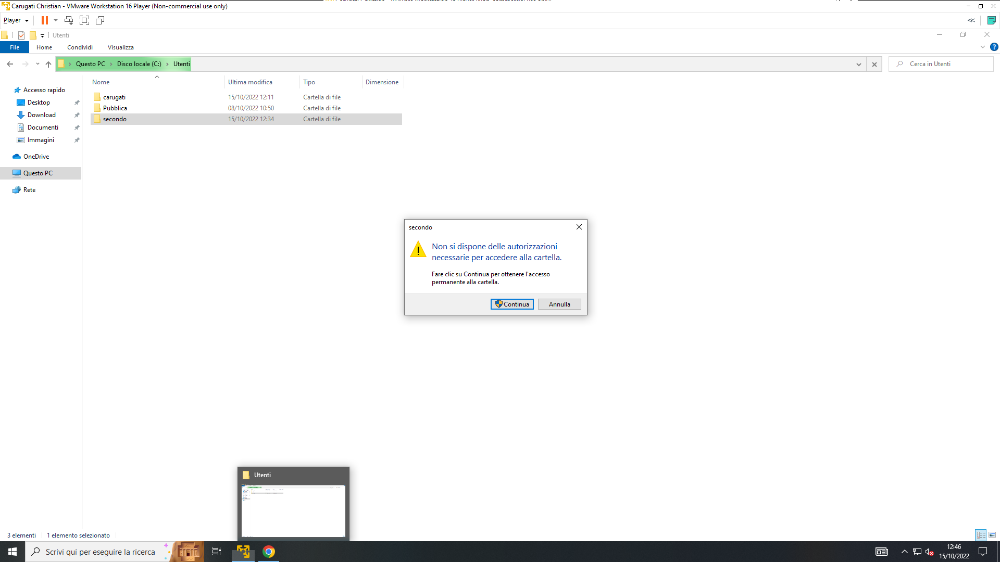 Carugati Christian - VMware Workstation 16 Player (Non-commercial use only)
Player
Utenti
File
Home
Condividi
Visualizza
Questo PC
Disco locale (C:)
Utenti
Cerca in Utenti
Nome
Ultima modifica
Tipo
Dimensione
carugati
15/10/2022 12:11
Cartella di file
Pubblica
08/10/2022 10:50
Cartella di file
secondo
15/10/2022 12:34
Cartella di file
Accesso rapido
Desktop
Download
Documenti
Immagini
OneDrive
Questo PC
Rete
secondo
Non si dispone delle autorizzazioni
necessarie per accedere alla cartella.
Fare clic su Continua per ottenere l'accesso
permanente alla cartella.
Continua
Annulla
Utenti
3 elementi
1 elemento selezionato
Scrivi qui per eseguire la ricerca
12:46
15/10/2022